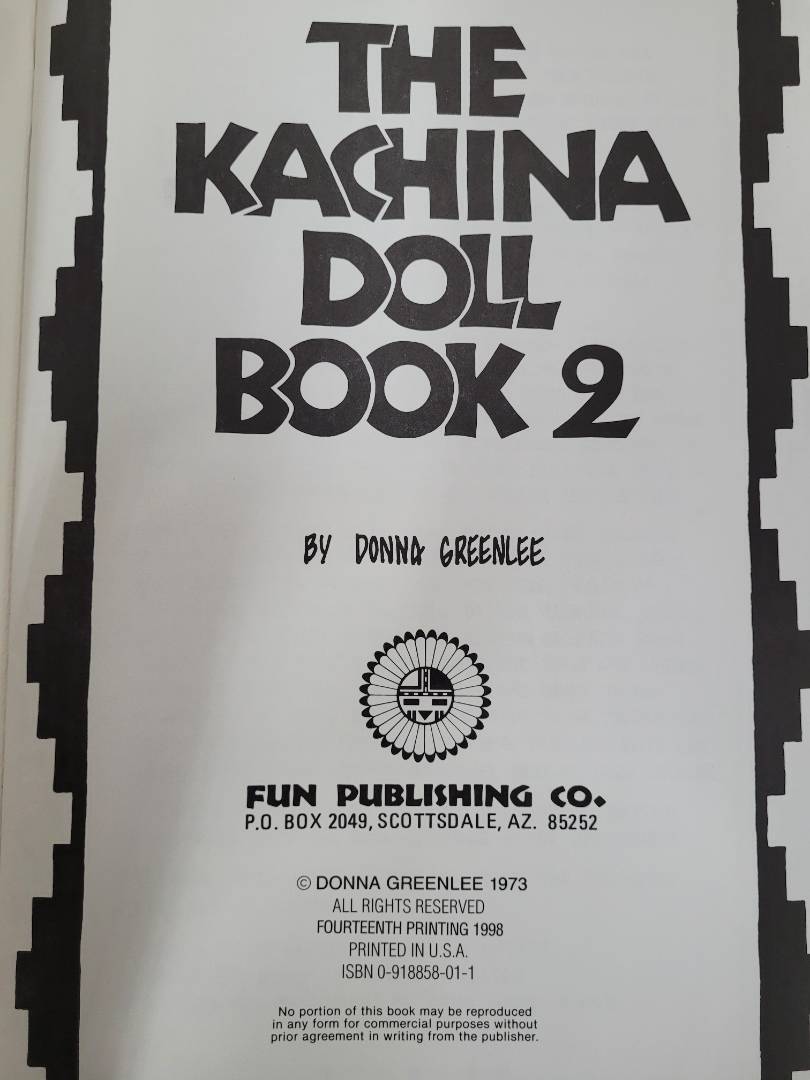 THE
KACHINA
DOLL
BOOK 2
BY DONNA GREENLEE
FUN PUBLISHING CO.
P.O. BOX 2049, SCOTTSDALE, AZ. 85252
© DONNA GREENLEE 1973
ALL RIGHTS RESERVED
FOURTEENTH PRINTING 1998
PRINTED IN U.S.A.
ISBN 0-918858-01-1
No portion of this book may be reproduced
in any form for commercial purposes without
prior agreement in writing from the publisher.